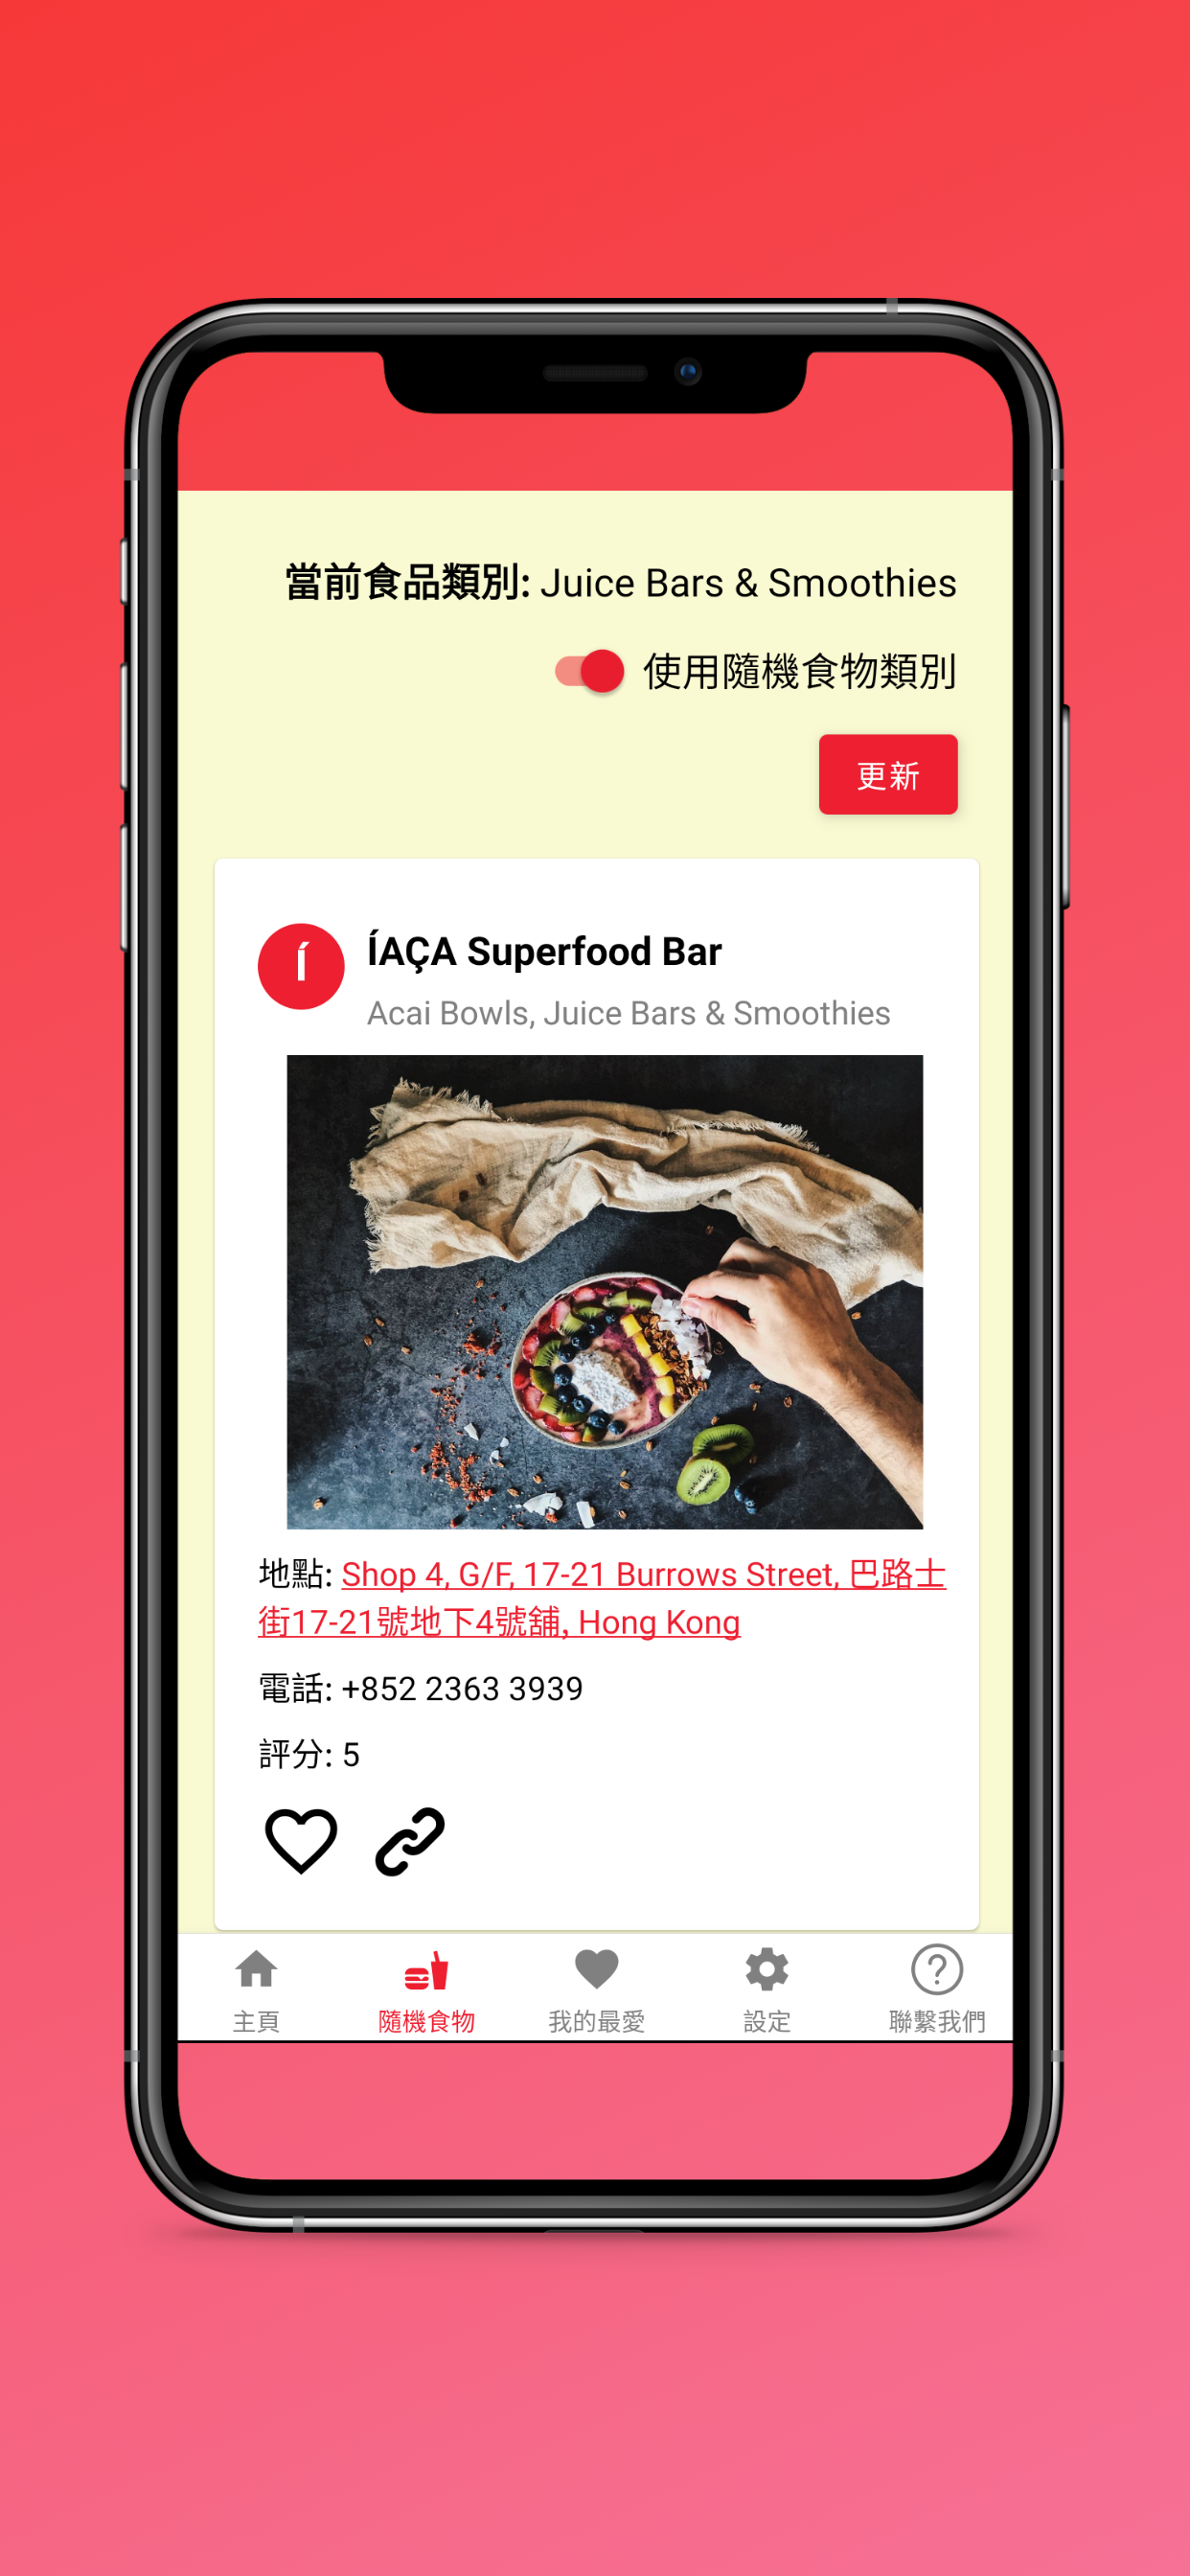 當前食品類別: Juice Bars & Smoothies
使用隨機食物類別
更新
Í
ÍAÇA Superfood Bar
Acai Bowls, Juice Bars & Smoothies
地點: Shop 4, G/F, 17-21 Burrows Street, 巴路士
街17-21號地下4號舖, Hong Kong
電話: +852 2363 3939
評分: 5
主頁
隨機食物
我的最愛
設定
聯繫我們